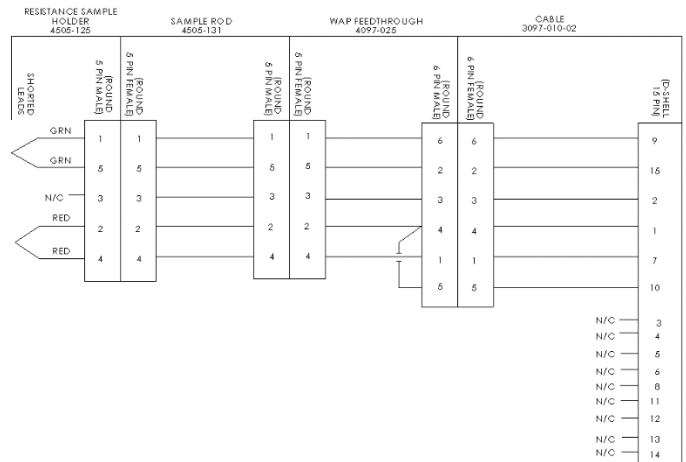 RESISTANCE SAMPLE
HOLDER
4505-125
SAMPLE ROD
4505-131
WAP FEEDTHROUGH
4097-025
CABLE
3097-010-02
SHORTED
LEADS
(ROUND
5 PIN MALE)
(ROUND
5 PIN FEMALE)
(ROUND
5 PIN MALE)
(ROUND
5 PIN FEMALE)
(ROUND
6 PIN MALE)
(ROUND
6 PIN FEMALE)
(D-SHELL
15 PIN)
GRN 1 1 1 1 6 6 9
GRN 5 5 5 5 2 2 15
N/C 3 3 3 3 3 3 2
RED 2 2 2 2 4 4 1
RED 4 4 4 4 1 1 7
5 5 10
N/C 3
N/C 4
N/C 5
N/C 6
N/C 8
N/C 11
N/C 12
N/C 13
N/C 14